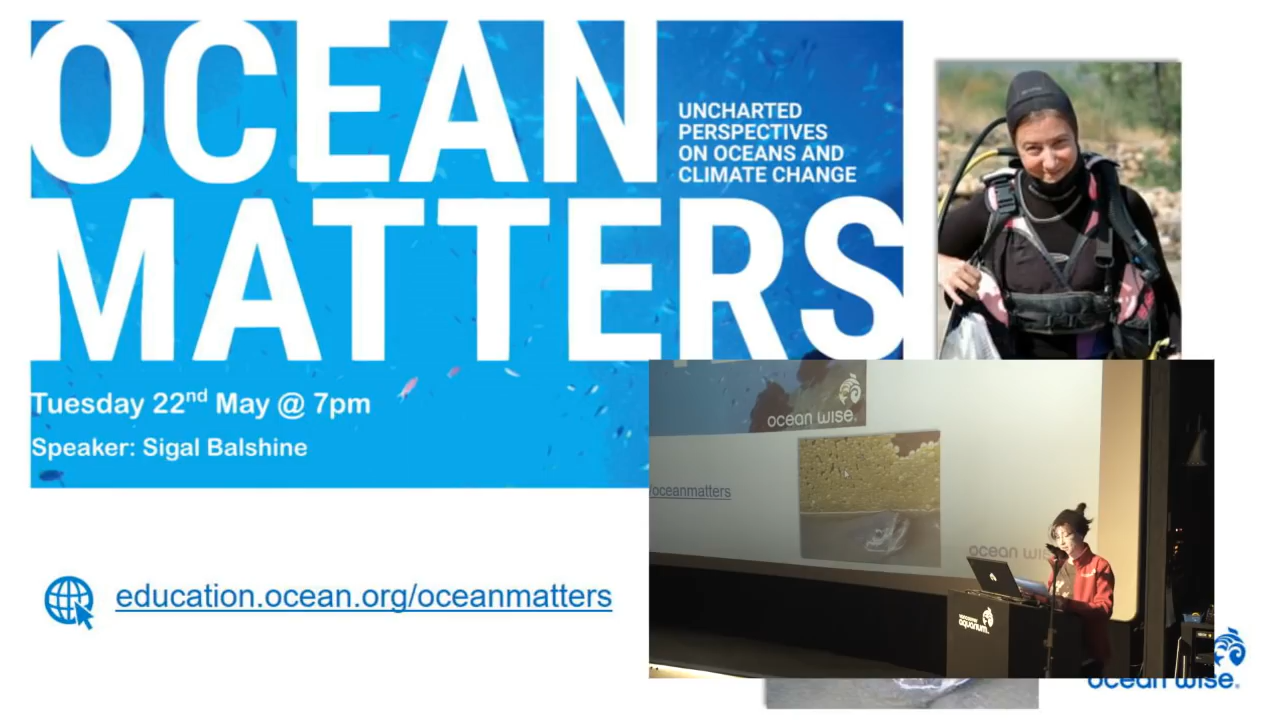 OCEAN
MATTERS
UNCHARTED
PERSPECTIVES
ON OCEANS AND
CLIMATE CHANGE
Tuesday 22nd May @ 7pm
Speaker: Sigal Balshine
education.ocean.org/oceanmatters
ocean wise
/oceanmatters
ocean wis
aquarium.
ocean wise.